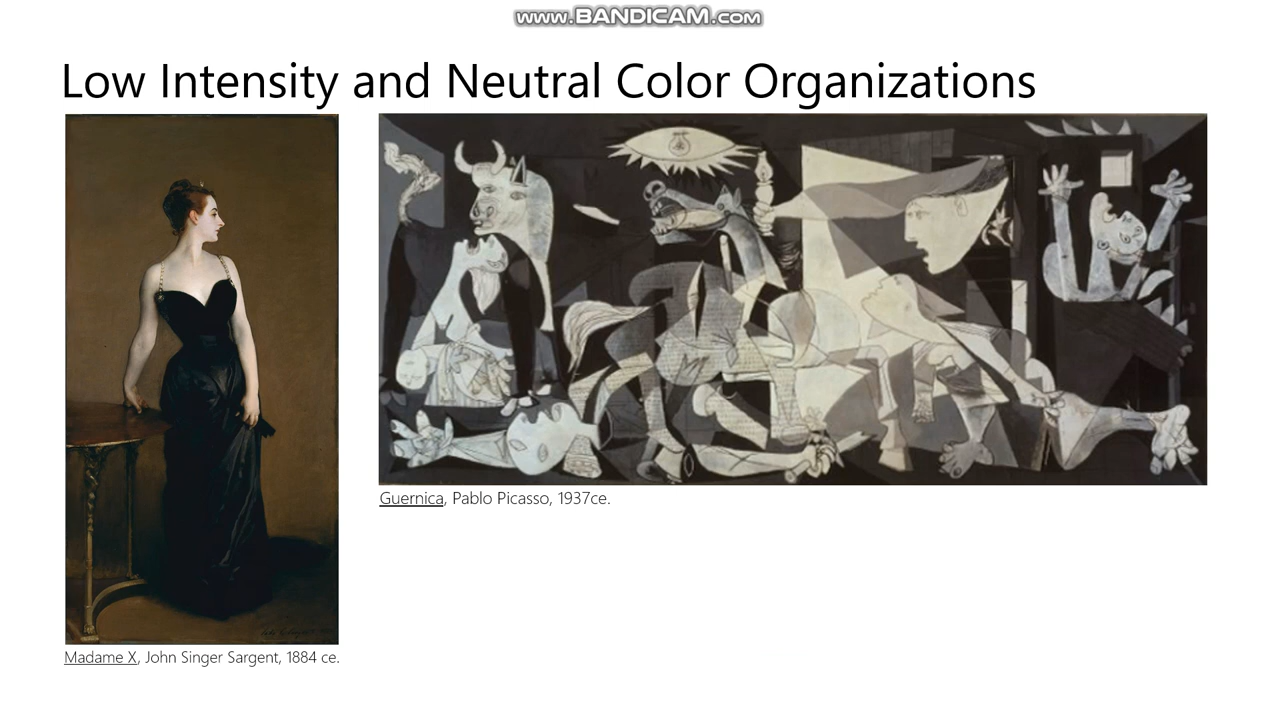 www.BANDICAM.com
Low Intensity and Neutral Color Organizations
Guernica, Pablo Picasso, 1937ce.
Madame X, John Singer Sargent, 1884 ce.